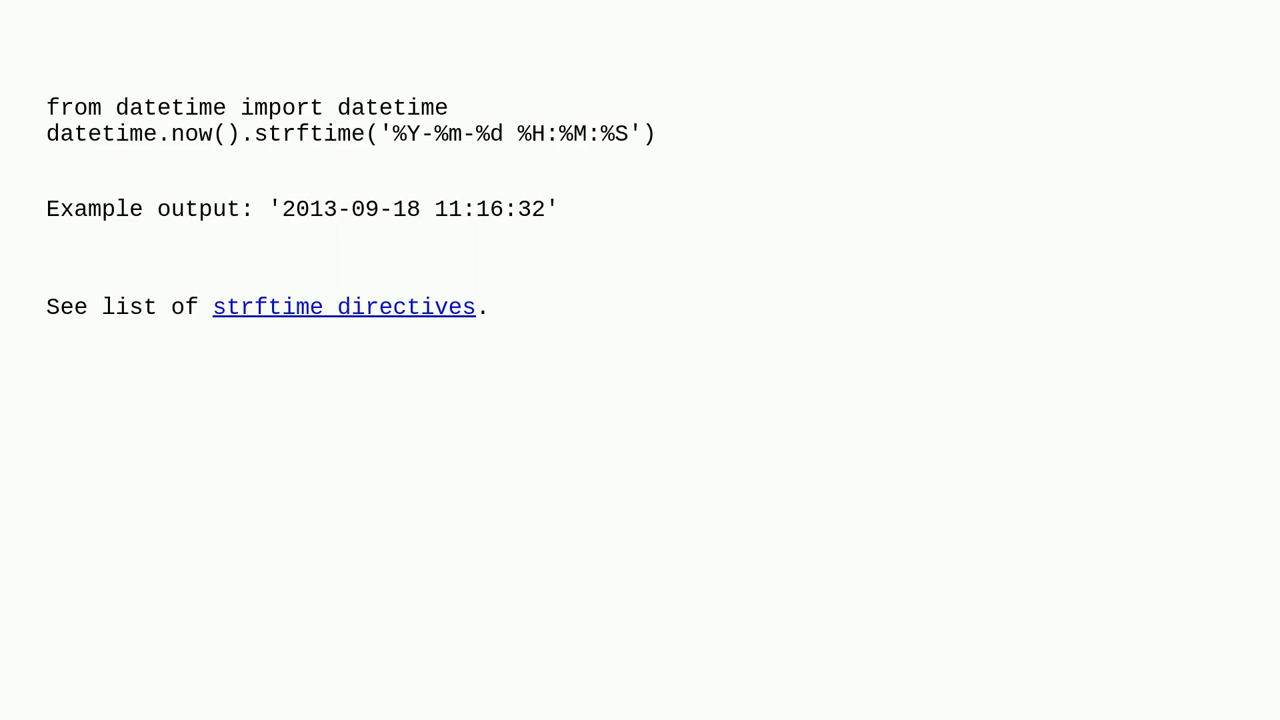 from datetime import datetime
datetime.now().strftime('%Y-%m-%d %H:%M:%S')
Example output: '2013-09-18 11:16:32'
See list of strftime directives.